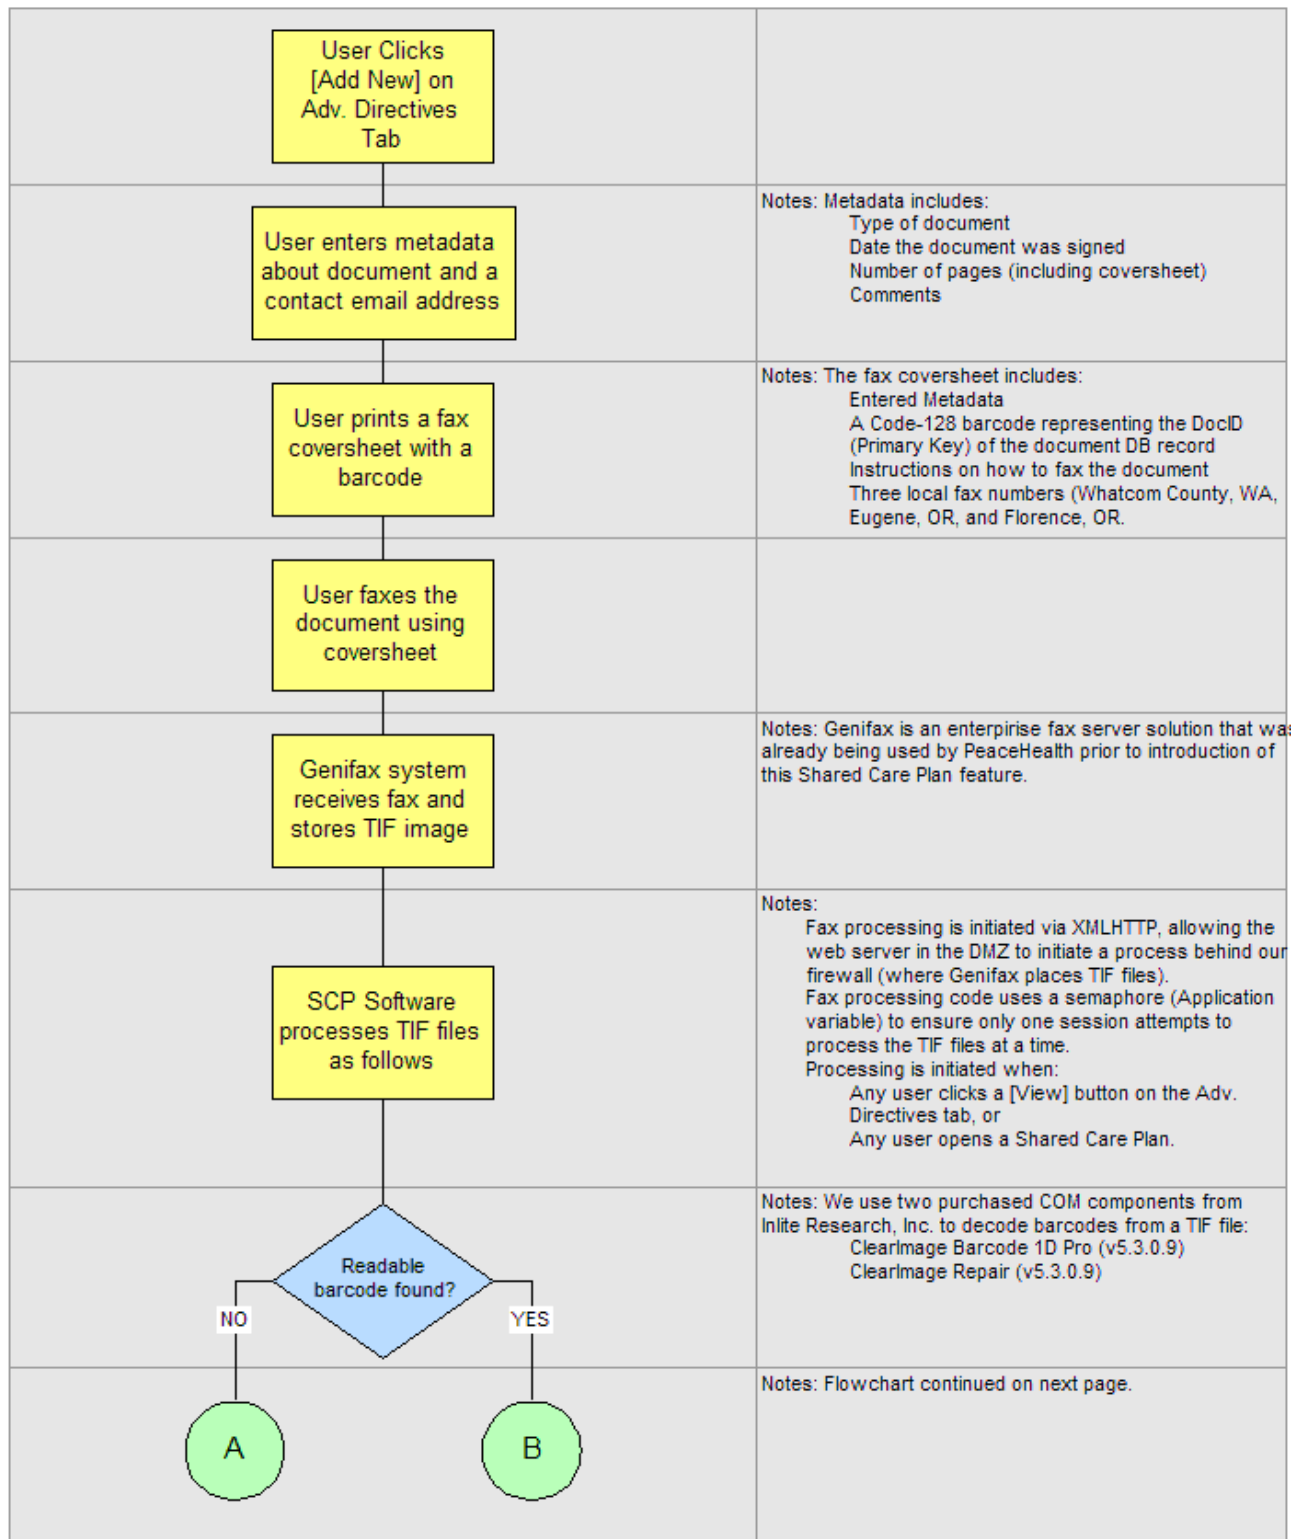 User Clicks
[Add New] on
Adv. Directives
Tab
User enters metadata
about document and a
contact email address
Notes: Metadata includes:
Type of document
Date the document was signed
Number of pages (including coversheet)
Comments
User prints a fax
coversheet with a
barcode
Notes: The fax coversheet includes:
Entered Metadata
A Code-128 barcode representing the DocID
(Primary Key) of the document DB record
Instructions on how to fax the document
Three local fax numbers (Whatcom County, WA,
Eugene, OR, and Florence, OR.
User faxes the
document using
coversheet
Genifax system
receives fax and
stores TIF image
Notes: Genifax is an enterpirise fax server solution that was
already being used by PeaceHealth prior to introduction of
this Shared Care Plan feature.
SCP Software
processes TIF files
as follows
Notes:
Fax processing is initiated via XMLHTTP, allowing the
web server in the DMZ to initiate a process behind our
firewall (where Genifax places TIF files).
Fax processing code uses a semaphore (Application
variable) to ensure only one session attempts to
process the TIF files at a time.
Processing is initiated when:
Any user clicks a [View] button on the Adv.
Directives tab, or
Any user opens a Shared Care Plan.
Readable
barcode found?
NO
YES
Notes: We use two purchased COM components from
Inlite Research, Inc. to decode barcodes from a TIF file:
ClearImage Barcode 1D Pro (v5.3.0.9)
ClearImage Repair (v5.3.0.9)
A
B
Notes: Flowchart continued on next page.